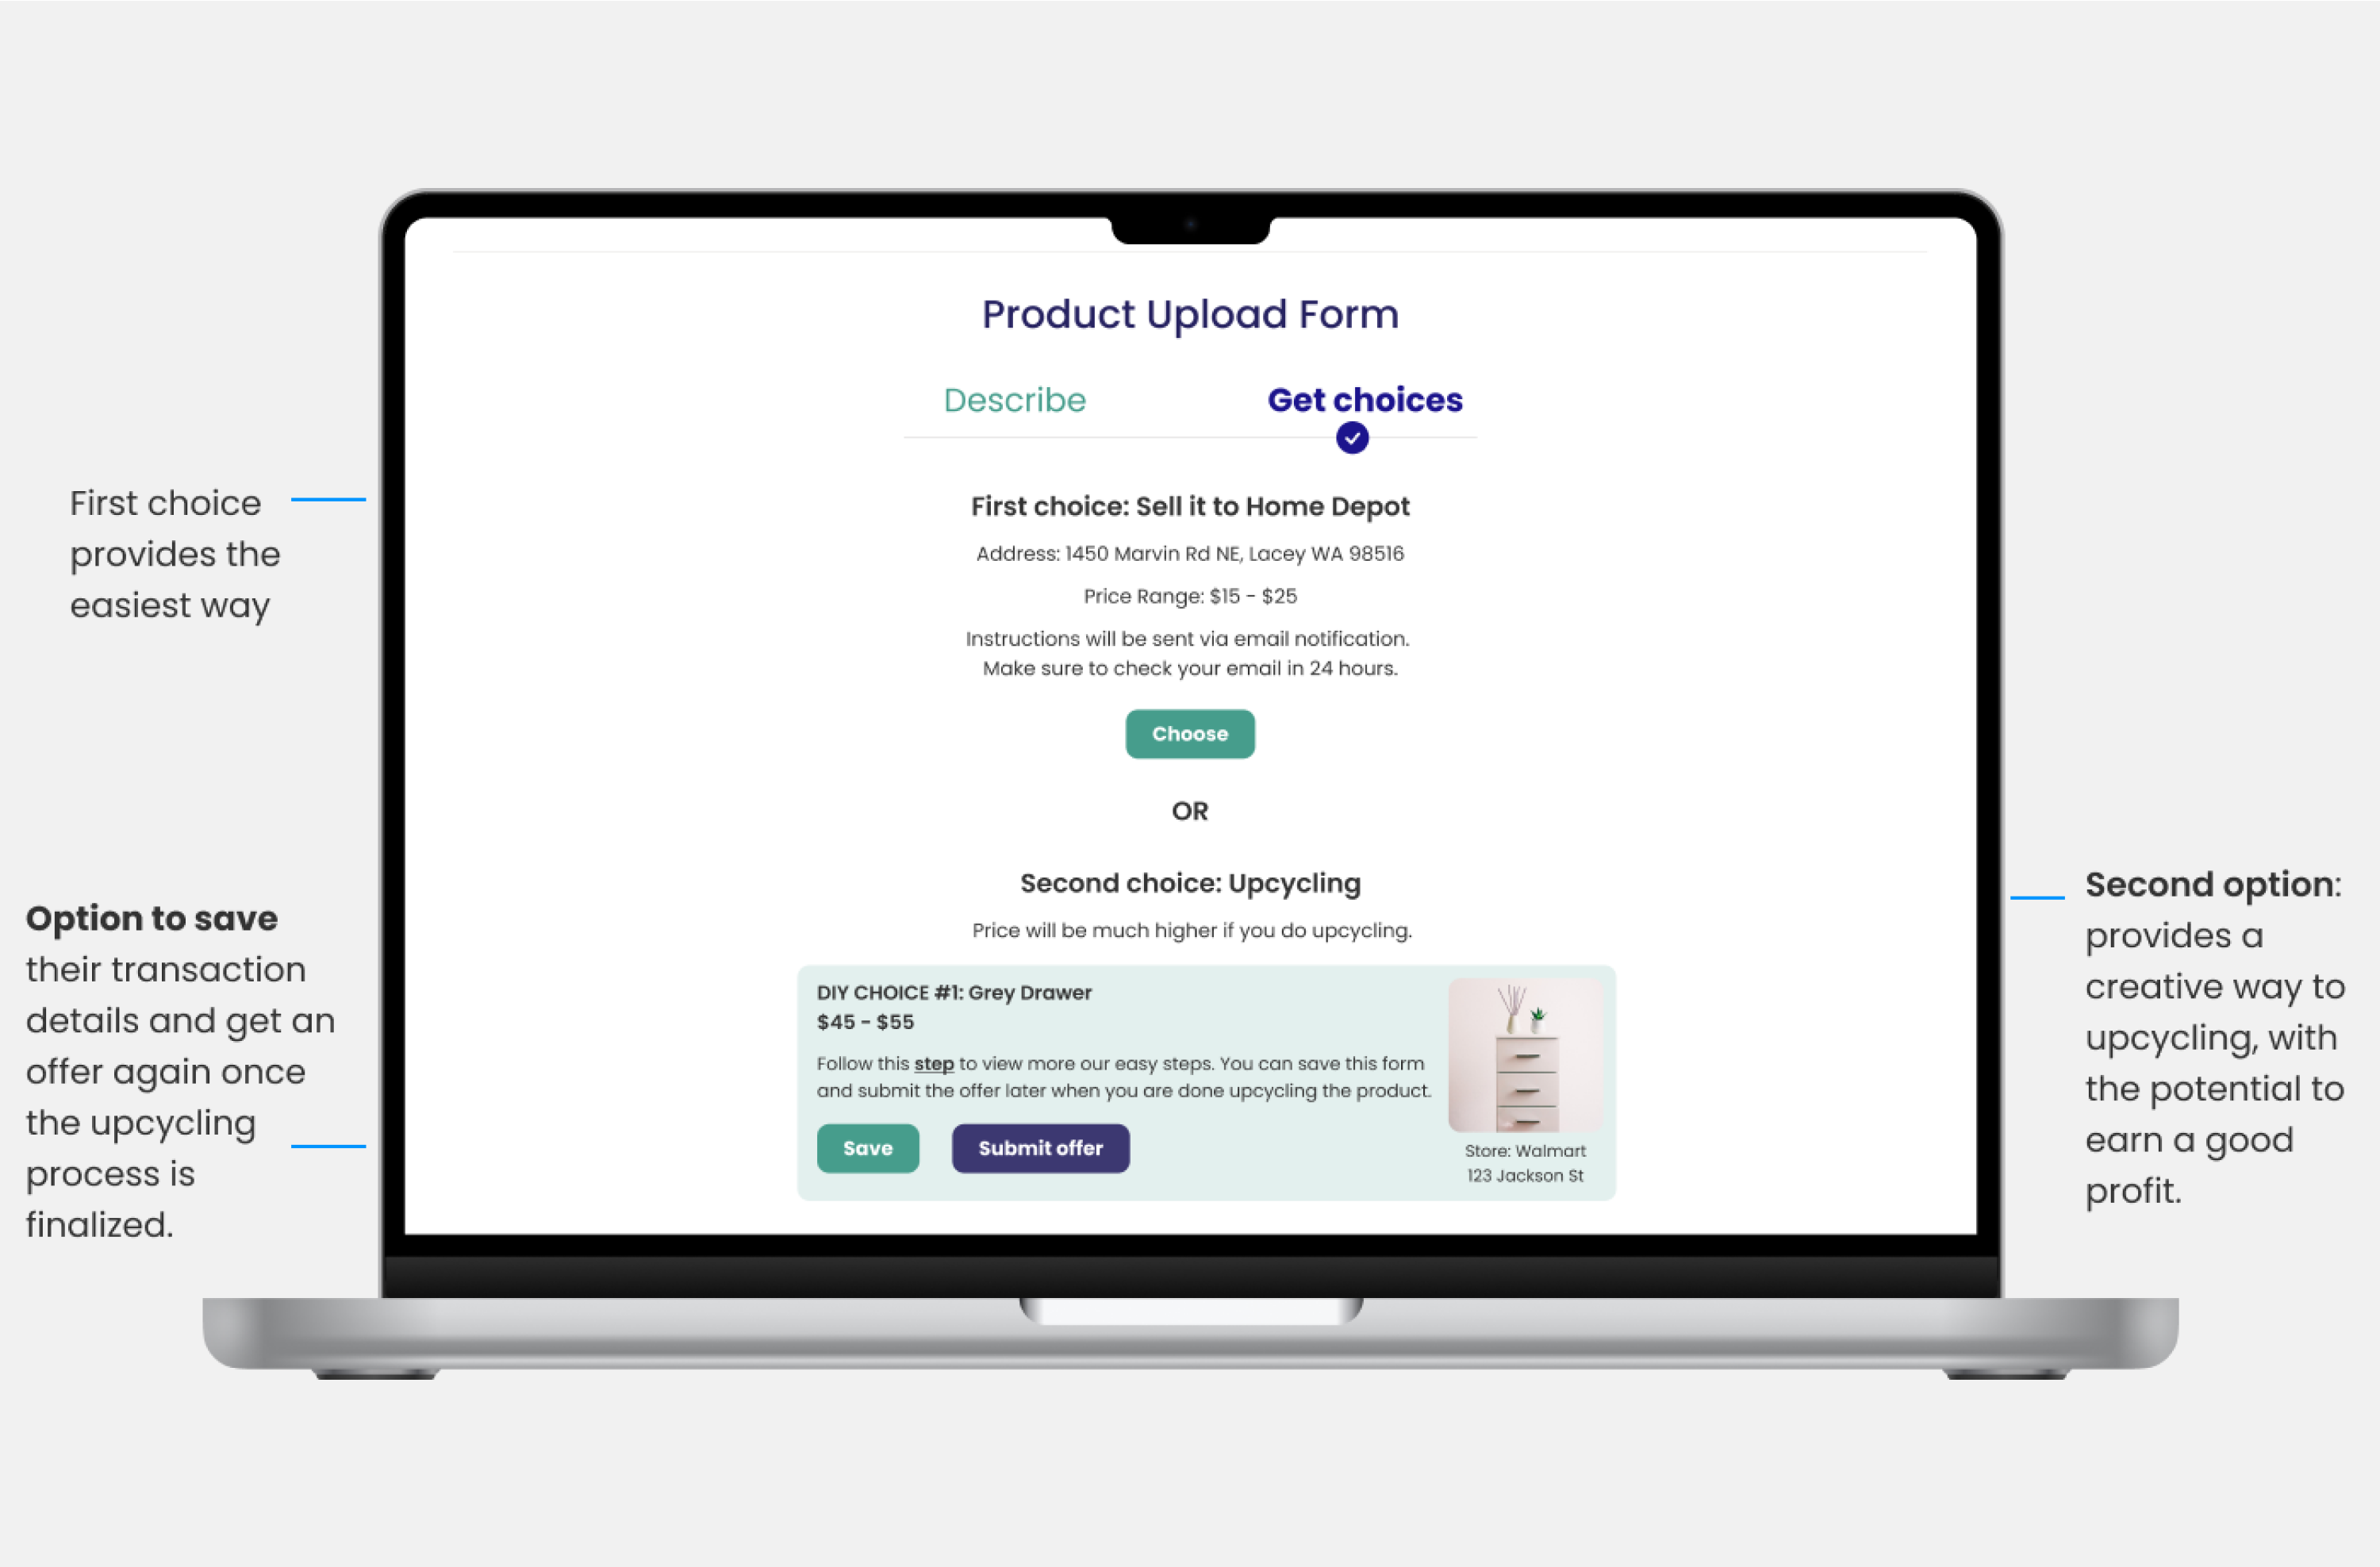 Product Upload Form
Describe
Get choices
First choice
provides the
easiest way
First choice: Sell it to Home Depot
Address: 1450 Marvin Rd NE, Lacey WA 98516
Price Range: $15 - $25
Instructions will be sent via email notification.
Make sure to check your email in 24 hours.
Choose
OR
Second choice: Upcycling
Price will be much higher if you do upcycling.
DIY CHOICE #1: Grey Drawer
$45 - $55
Follow this step to view more our easy steps. You can save this form
and submit the offer later when you are done upcycling the product.
Save
Submit offer
Store: Walmart
123 Jackson St
Option to save
their transaction
details and get an
offer again once
the upcycling
process is
finalized.
Second option:
provides a
creative way to
upcycling, with
the potential to
earn a good
profit.